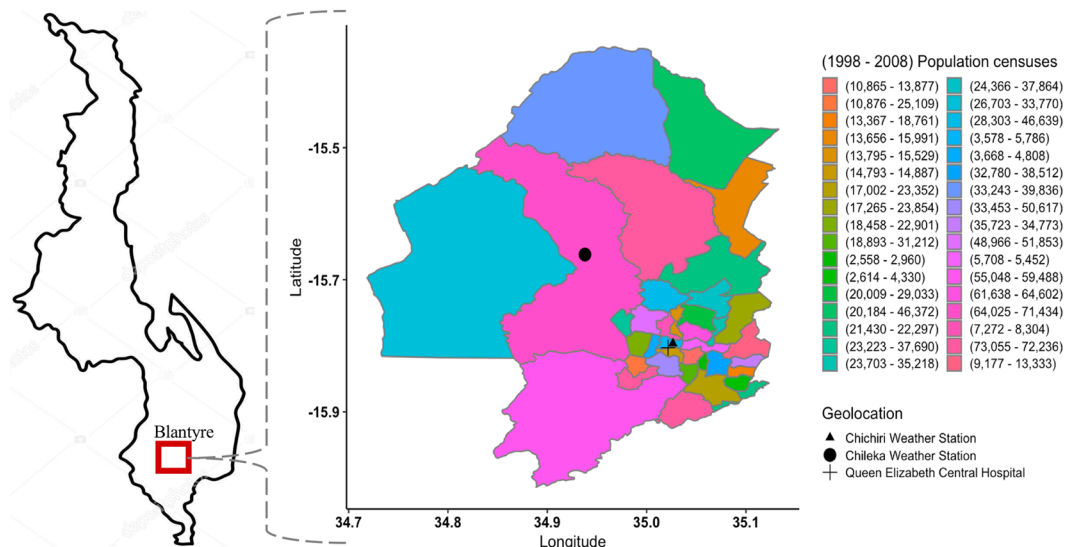 Blantyre
Latitude
-15.5
-15.7
-15.9
34.7
34.8
34.9
35.0
35.1
Longitude
(1998 - 2008) Population censuses
(10,865 - 13,877)
(10,876 - 25,109)
(13,367 - 18,761)
(13,656 - 15,991)
(13,795 - 15,529)
(14,793 - 14,887)
(17,002 - 23,352)
(17,265 - 23,854)
(18,458 - 22,901)
(18,893 - 31,212)
(2,558 - 2,960)
(2,614 - 4,330)
(20,009 - 29,033)
(20,184 - 46,372)
(21,430 - 22,297)
(23,223 - 37,690)
(23,703 - 35,218)
(24,366 - 37,864)
(26,703 - 33,770)
(28,303 - 46,639)
(3,578 - 5,786)
(3,668 - 4,808)
(32,780 - 38,512)
(33,243 - 39,836)
(33,453 - 50,617)
(35,723 - 34,773)
(48,966 - 51,853)
(5,708 - 5,452)
(55,048 - 59,488)
(61,638 - 64,602)
(64,025 - 71,434)
(7,272 - 8,304)
(73,055 - 72,236)
(9,177 - 13,333)
Geolocation
Chichiri Weather Station
Chileka Weather Station
Queen Elizabeth Central Hospital